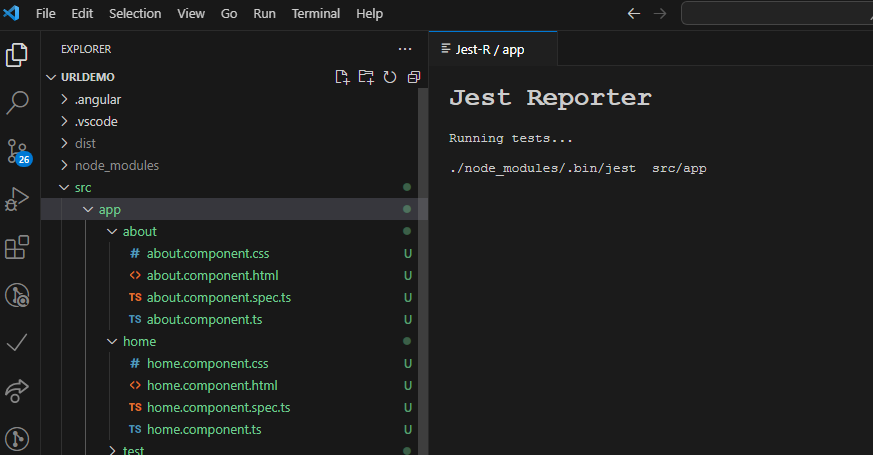 File Edit Selection View Go Run Terminal Help
EXPLORER
Jest-R / app
URLDEMO
.angular
Jest Reporter
.vscode
Running tests...
dist
26
node_modules
./node_modules/.bin/jest  src/app
src
app
about
# about.component.css U
<> about.component.html U
TS about.component.spec.ts U
TS about.component.ts U
home
# home.component.css U
<> home.component.html U
TS home.component.spec.ts U
TS home.component.ts U
test